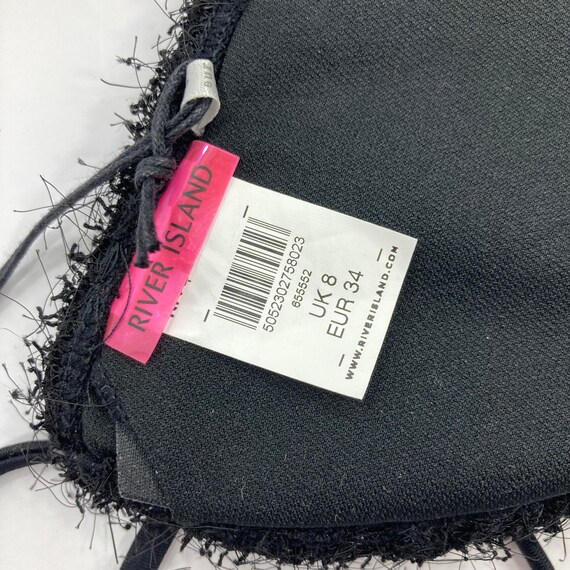 RIVER ISLAND
5052302758023
655552
UK 8
EUR 34
WWW.RIVERISLAND.COM